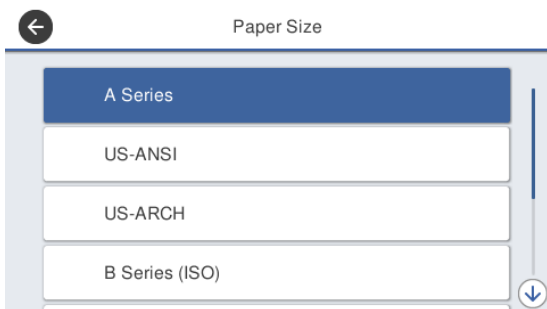 Paper Size
A Series
US-ANSI
US-ARCH
B Series (ISO)